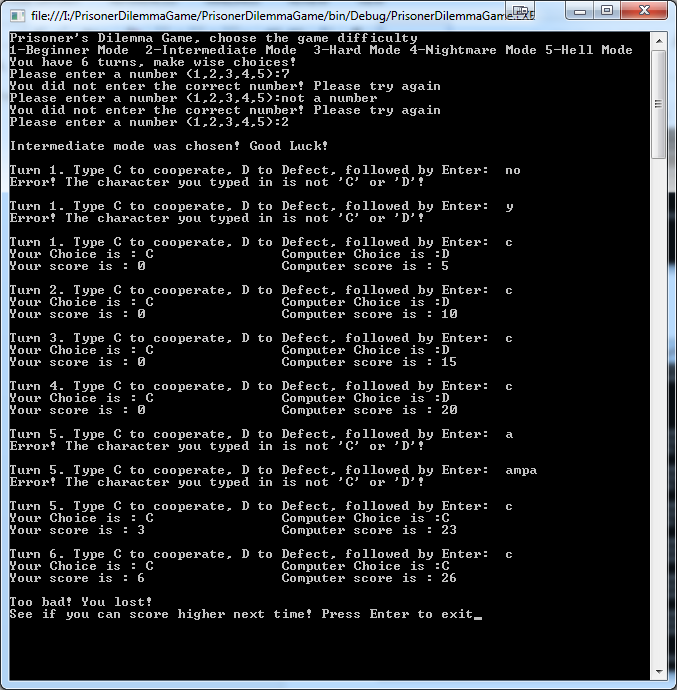 file:///I:/PrisonerDilemmaGame/PrisonerDilemmaGame/bin/Debug/PrisonerDilemmaGame.EXE
Prisoner's Dilemma Game, choose the game difficulty
1-Beginner Mode  2-Intermediate Mode  3-Hard Mode 4-Nightmare Mode 5-Hell Mode
You have 6 turns, make wise choices!
Please enter a number (1,2,3,4,5):7
You did not enter the correct number! Please try again
Please enter a number (1,2,3,4,5):not a number
You did not enter the correct number! Please try again
Please enter a number (1,2,3,4,5):2
Intermediate mode was chosen! Good Luck!
Turn 1. Type C to cooperate, D to Defect, followed by Enter:  no
Error! The character you typed in is not 'C' or 'D'!
Turn 1. Type C to cooperate, D to Defect, followed by Enter:  y
Error! The character you typed in is not 'C' or 'D'!
Turn 1. Type C to cooperate, D to Defect, followed by Enter:  c
Your Choice is : C                Computer Choice is :D
Your score is : 0                 Computer score is : 5
Turn 2. Type C to cooperate, D to Defect, followed by Enter:  c
Your Choice is : C                Computer Choice is :D
Your score is : 0                 Computer score is : 10
Turn 3. Type C to cooperate, D to Defect, followed by Enter:  c
Your Choice is : C                Computer Choice is :D
Your score is : 0                 Computer score is : 15
Turn 4. Type C to cooperate, D to Defect, followed by Enter:  c
Your Choice is : C                Computer Choice is :D
Your score is : 0                 Computer score is : 20
Turn 5. Type C to cooperate, D to Defect, followed by Enter:  a
Error! The character you typed in is not 'C' or 'D'!
Turn 5. Type C to cooperate, D to Defect, followed by Enter:  ampa
Error! The character you typed in is not 'C' or 'D'!
Turn 5. Type C to cooperate, D to Defect, followed by Enter:  c
Your Choice is : C                Computer Choice is :C
Your score is : 3                 Computer score is : 23
Turn 6. Type C to cooperate, D to Defect, followed by Enter:  c
Your Choice is : C                Computer Choice is :C
Your score is : 6                 Computer score is : 26
Too bad! You lost!
See if you can score higher next time! Press Enter to exit_